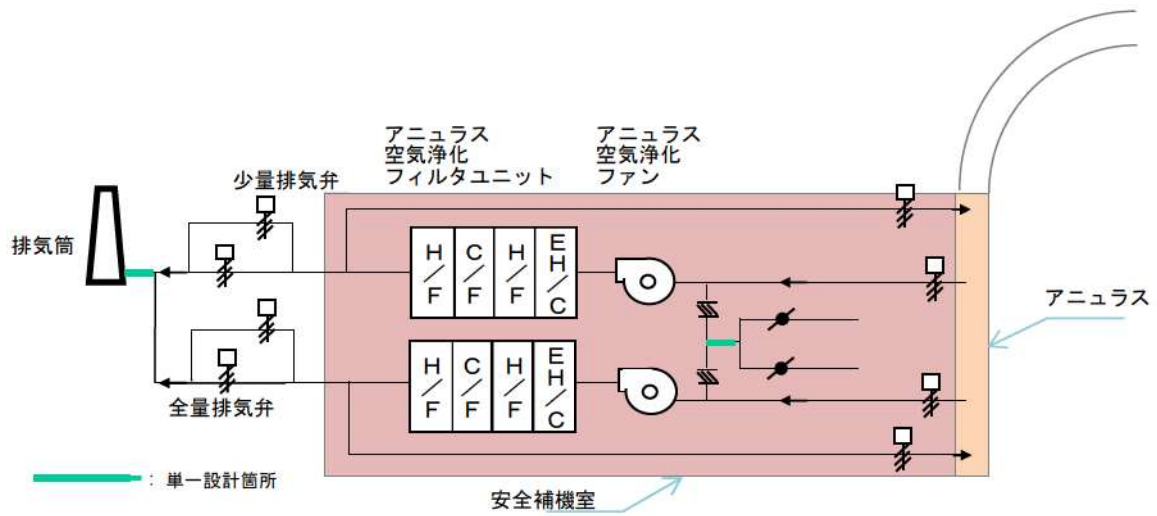 アニュラス
空気浄化
フィルタユニット
アニュラス
空気浄化
ファン
少量排気弁
排気筒
H/F
C/F
H/F
EH/C
アニュラス
H/F
C/F
H/F
EH/C
全量排気弁
：単一設計箇所
安全補機室